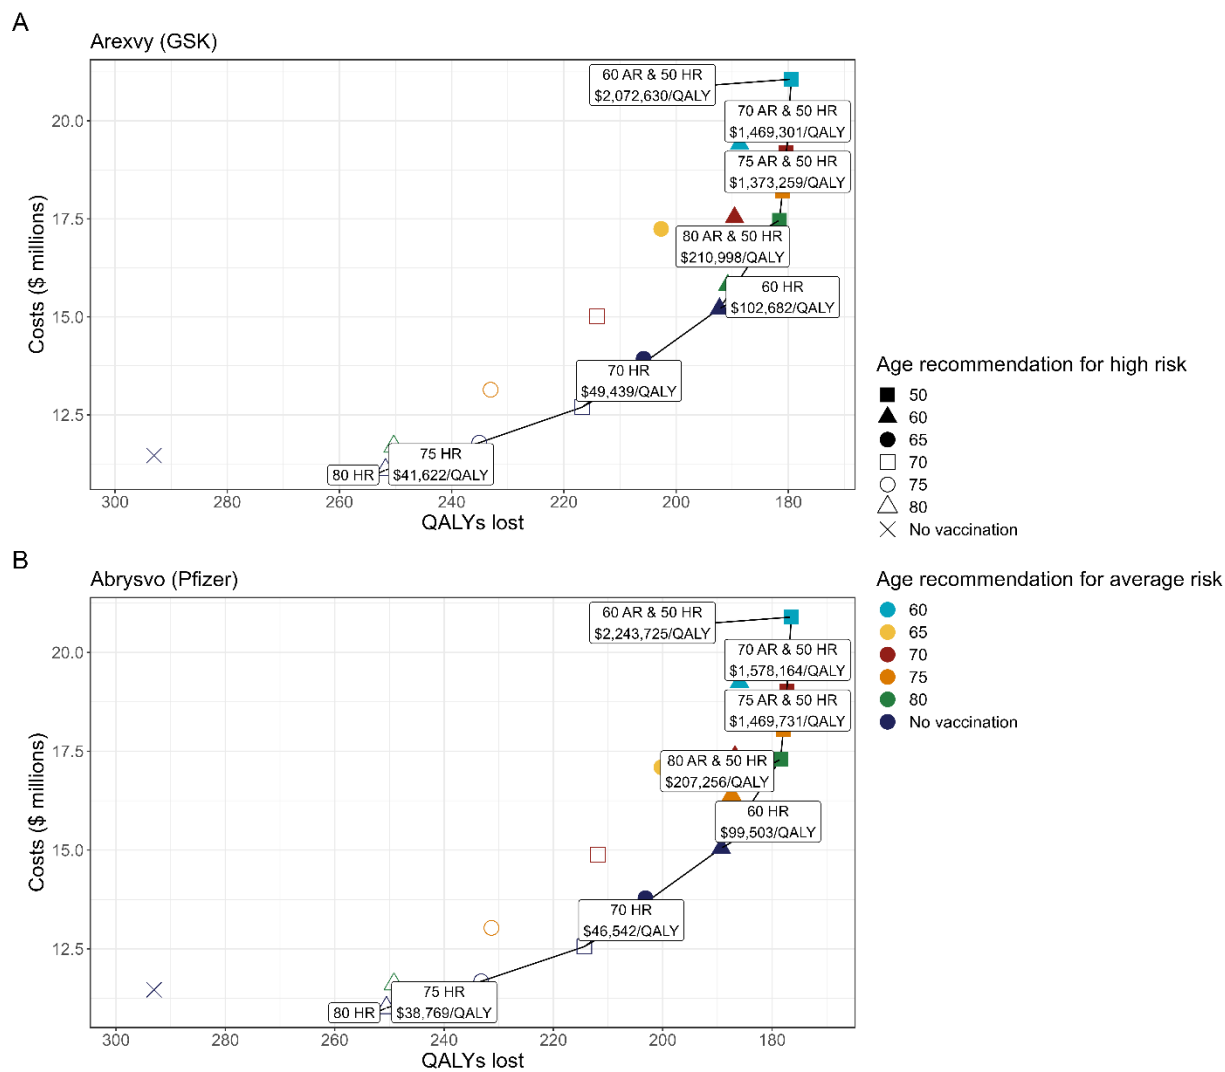 A
Arexvy (GSK)
60 AR & 50 HR
$2,072,630/QALY
70 AR & 50 HR
$1,469,301/QALY
75 AR & 50 HR
$1,373,259/QALY
80 AR & 50 HR
$210,998/QALY
60 HR
$102,682/QALY
70 HR
$49,439/QALY
75 HR
$41,622/QALY
80 HR
20.0
17.5
15.0
12.5
Costs ($ millions)
300
280
260
240
220
200
180
QALYs lost
Age recommendation for high risk
50
60
65
70
75
80
No vaccination
B
Abrysvo (Pfizer)
60 AR & 50 HR
$2,243,725/QALY
70 AR & 50 HR
$1,578,164/QALY
75 AR & 50 HR
$1,469,731/QALY
80 AR & 50 HR
$207,256/QALY
60 HR
$99,503/QALY
70 HR
$46,542/QALY
75 HR
$38,769/QALY
80 HR
20.0
17.5
15.0
12.5
Costs ($ millions)
300
280
260
240
220
200
180
QALYs lost
Age recommendation for average risk
60
65
70
75
80
No vaccination